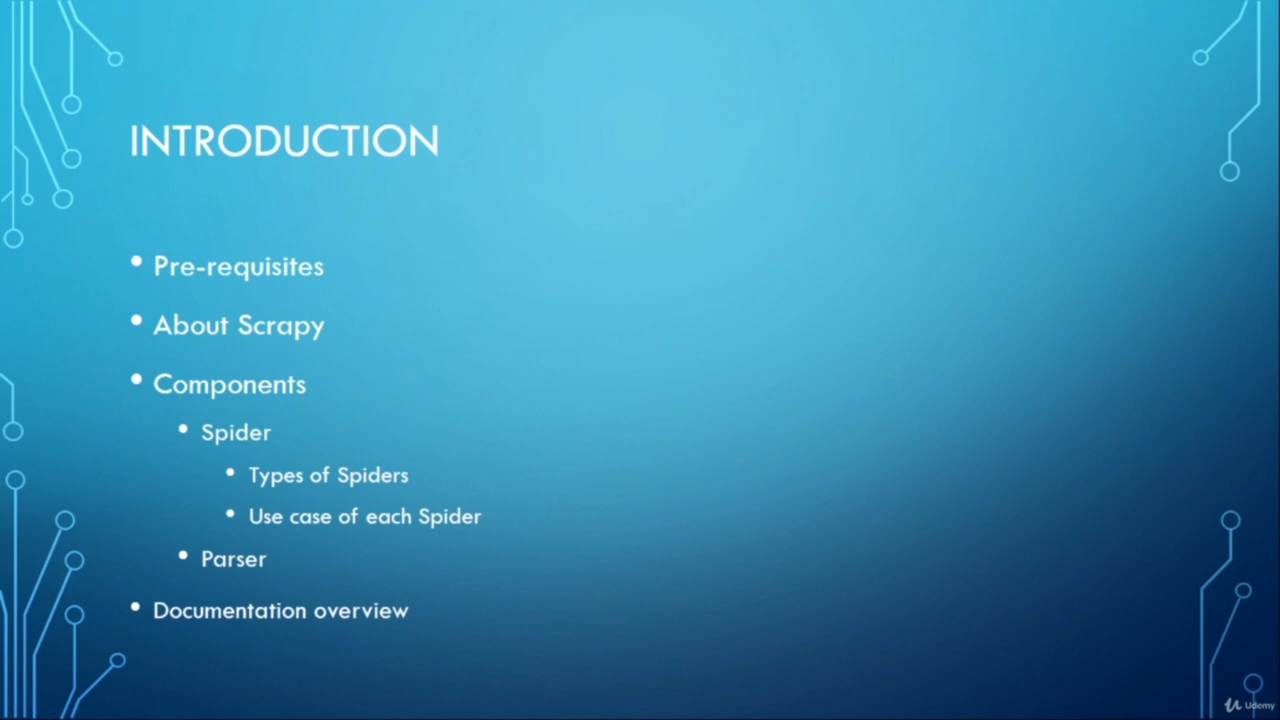 INTRODUCTION
• Pre-requisites
• About Scrapy
• Components
• Spider
• Types of Spiders
• Use case of each Spider
• Parser
• Documentation overview
Udemy